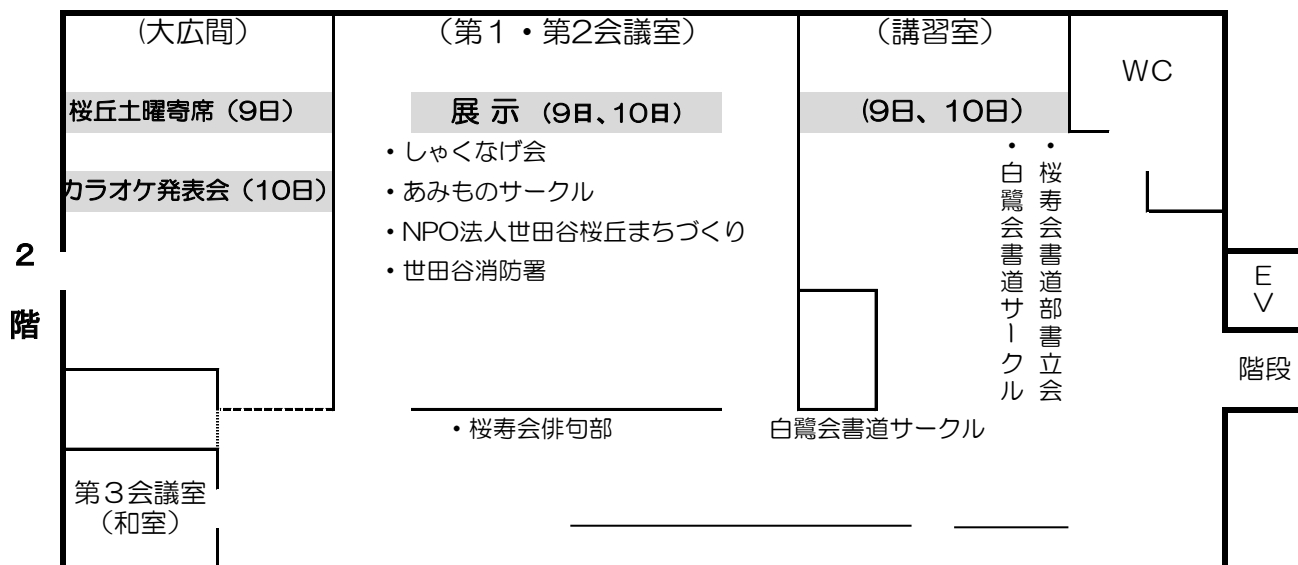 ２階
(大広間)
桜丘土曜寄席（9日）
カラオケ発表会（10日）
（第１・第2会議室）
展 示 （9日、10日）
・しゃくなげ会
・あみものサークル
・NPO法人世田谷桜丘まちづくり
・世田谷消防署
・桜寿会俳句部
（講習室）
(9日、10日）
・桜寿会書道部書立会
・白鷺会書道サークル
白鷺会書道サークル
WC
EV
階段
第３会議室
（和室）